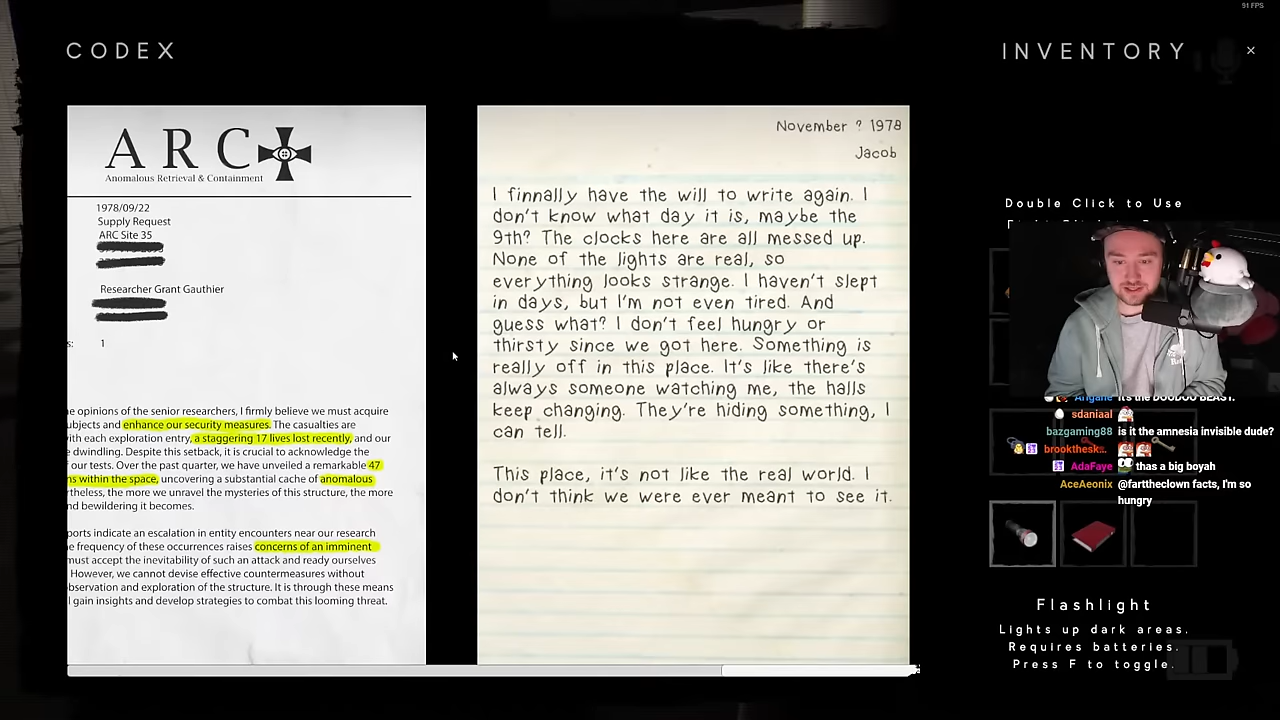 91 FPS
CODEX
INVENTORY
ARC
Anomalous Retrieval & Containment
1978/09/22
Supply Request
ARC Site 35
Researcher Grant Gauthier
s: 1
opinions of the senior researchers, I firmly believe we must acquire
and enhance our security measures. The casualties are
with each exploration entry, a staggering 17 lives lost recently, and our
dwindling. Despite this setback, it is crucial to acknowledge the
our tests. Over the past quarter, we have unveiled a remarkable 47
within the space, uncovering a substantial cache of anomalous
the more we unravel the mysteries of this structure, the more
bewildering it becomes.
an escalation in entity encounters near our research
frequency of these occurrences raises concerns of an imminent
must accept the inevitability of such an attack and ready ourselves
However, we cannot devise effective countermeasures without
and exploration of the structure. It is through these means
gain insights and develop strategies to combat this looming threat.
November ? 1978
Jacob
I finnally have the will to write again. I
don't know what day it is, maybe the
9th? The clocks here are all messed up.
None of the lights are real, so
everything looks strange. I haven't slept
in days, but I'm not even tired. And
guess what? I don't feel hungry or
thirsty since we got here. Something is
really off in this place. It's like there's
always someone watching me, the halls
keep changing. They're hiding something, I
can tell.
This place, it's not like the real world. I
don't think we were ever meant to see it.
Double Click to Use
its the DOODOO BEAST.
sdaniaal
bazgaming88 is it the amnesia invisible dude?
brookthesk...
AdaFaye thas a big boyah
AceAeonix @farttheclown facts, I'm so
hungry
Flashlight
Lights up dark areas.
Requires batteries.
Press F to toggle.